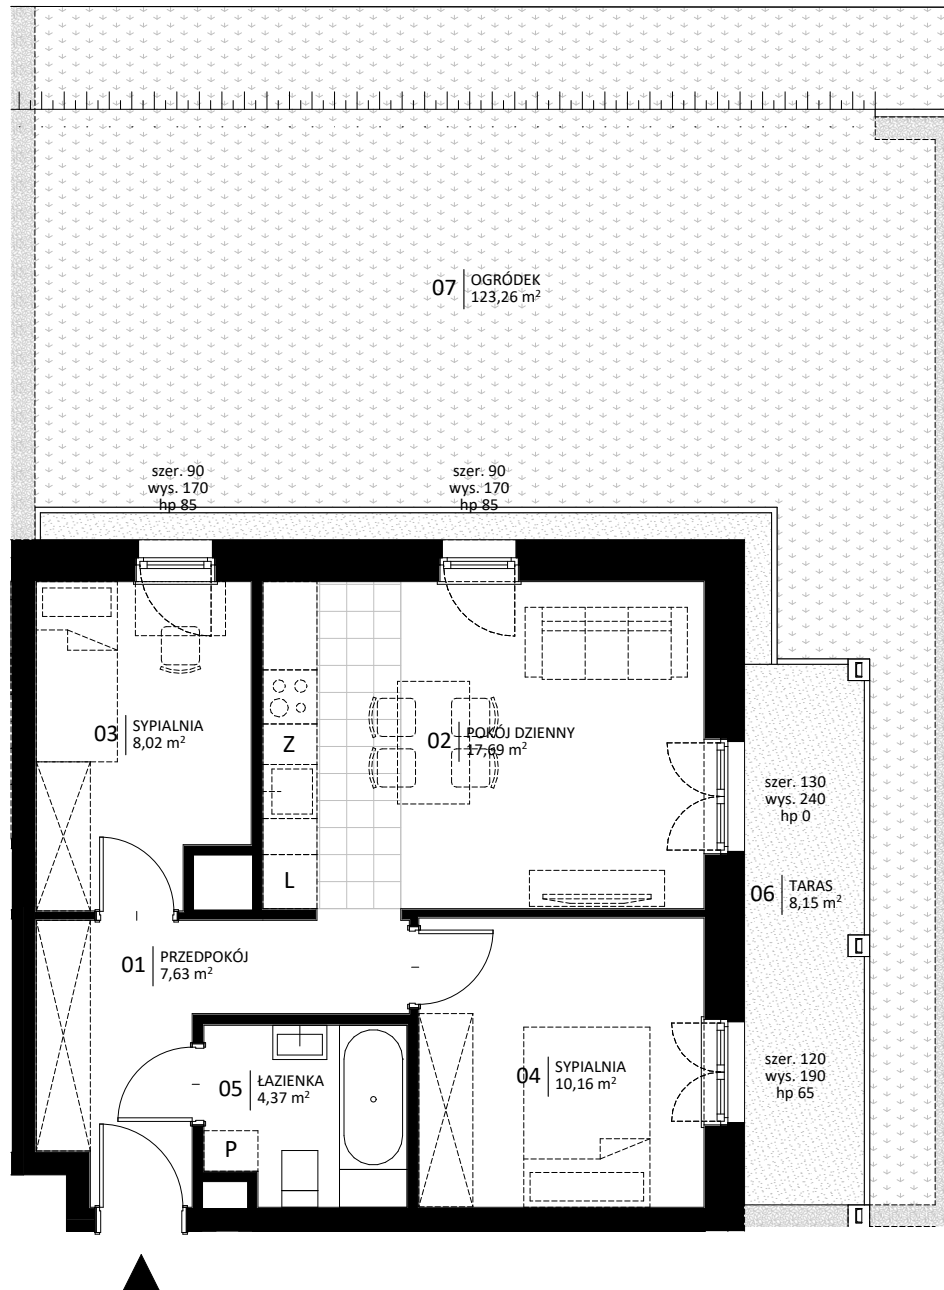 07 OGRÓDEK
123,26 m²
szer. 90
wys. 170
hp 85
szer. 90
wys. 170
hp 85
03 SYPIALNIA
8,02 m²
Z
L
02 POKÓJ DZIENNY
17,69 m²
szer. 130
wys. 240
hp 0
06 TARAS
8,15 m²
01 PRZEDPOKÓJ
7,63 m²
05 ŁAZIENKA
4,37 m²
P
04 SYPIALNIA
10,16 m²
szer. 120
wys. 190
hp 65